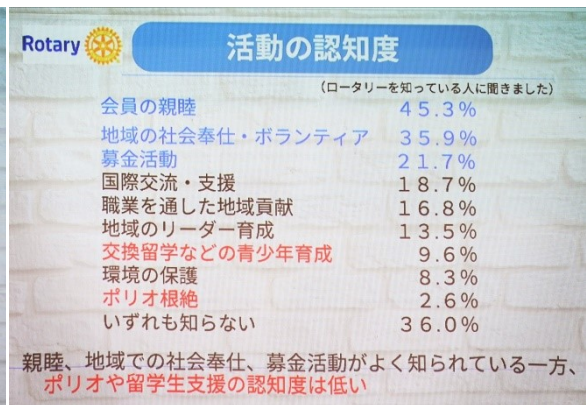 Rotary
活動の認知度
(ロータリーを知っている人に聞きました)
会員の親睦 45.3%
地域の社会奉仕・ボランティア 35.9%
募金活動 21.7%
国際交流・支援 18.7%
職業を通した地域貢献 16.8%
地域のリーダー育成 13.5%
交換留学などの青少年育成 9.6%
環境の保護 8.3%
ポリオ根絶 2.6%
いずれも知らない 36.0%
親睦、地域での社会奉仕、募金活動がよく知られている一方、
ポリオや留学生支援の認知度は低い